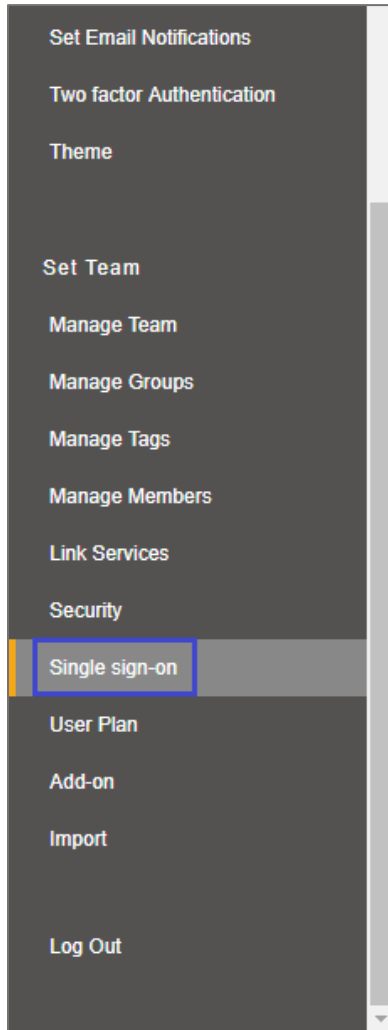 Set Email Notifications
Two factor Authentication
Theme
Set Team
Manage Team
Manage Groups
Manage Tags
Manage Members
Link Services
Security
Single sign-on
User Plan
Add-on
Import
Log Out